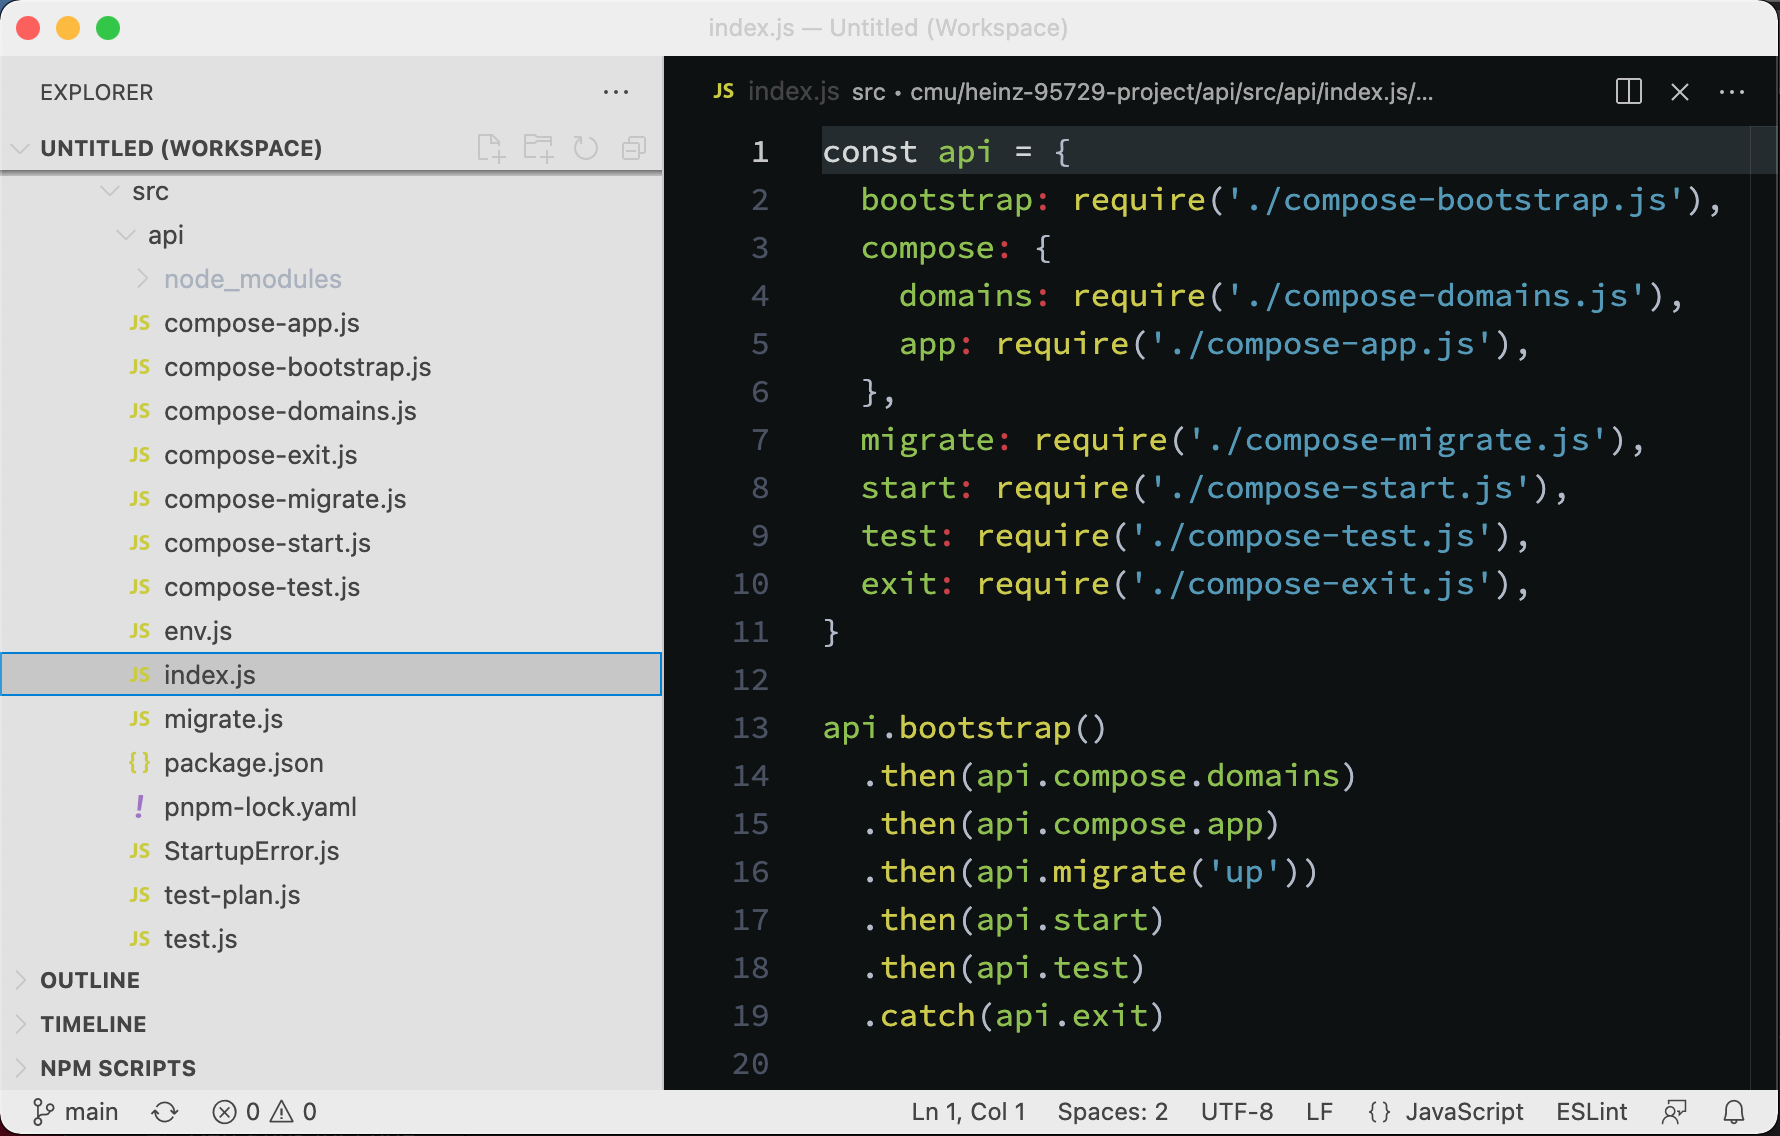 index.js — Untitled (Workspace)
EXPLORER
UNTITLED (WORKSPACE)
src
api
node_modules
JS compose-app.js
JS compose-bootstrap.js
JS compose-domains.js
JS compose-exit.js
JS compose-migrate.js
JS compose-start.js
JS compose-test.js
JS env.js
JS index.js
JS migrate.js
{} package.json
! pnpm-lock.yaml
JS StartupError.js
JS test-plan.js
JS test.js
OUTLINE
TIMELINE
NPM SCRIPTS
JS index.js src • cmu/heinz-95729-project/api/src/api/index.js/...
1 const api = {
2   bootstrap: require('./compose-bootstrap.js'),
3   compose: {
4     domains: require('./compose-domains.js'),
5     app: require('./compose-app.js'),
6   },
7   migrate: require('./compose-migrate.js'),
8   start: require('./compose-start.js'),
9   test: require('./compose-test.js'),
10   exit: require('./compose-exit.js'),
11 }
12
13 api.bootstrap()
14   .then(api.compose.domains)
15   .then(api.compose.app)
16   .then(api.migrate('up'))
17   .then(api.start)
18   .then(api.test)
19   .catch(api.exit)
20
main 0 0 Ln 1, Col 1 Spaces: 2 UTF-8 LF {} JavaScript ESLint